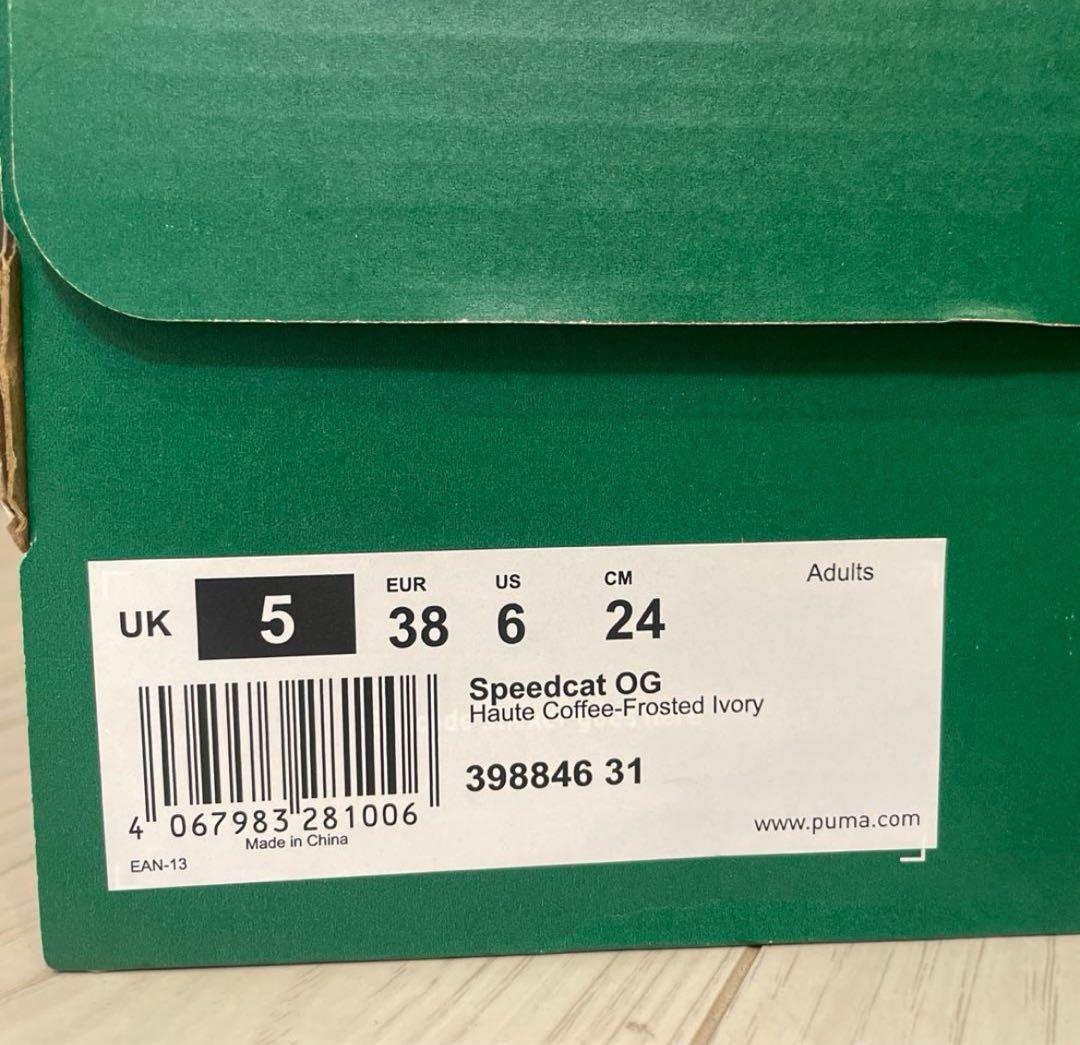 Adults
EUR US CM
UK 5 38 6 24
Speedcat OG
Haute Coffee-Frosted Ivory
398846 31
4 067983 281006
Made in China
EAN-13
www.puma.com